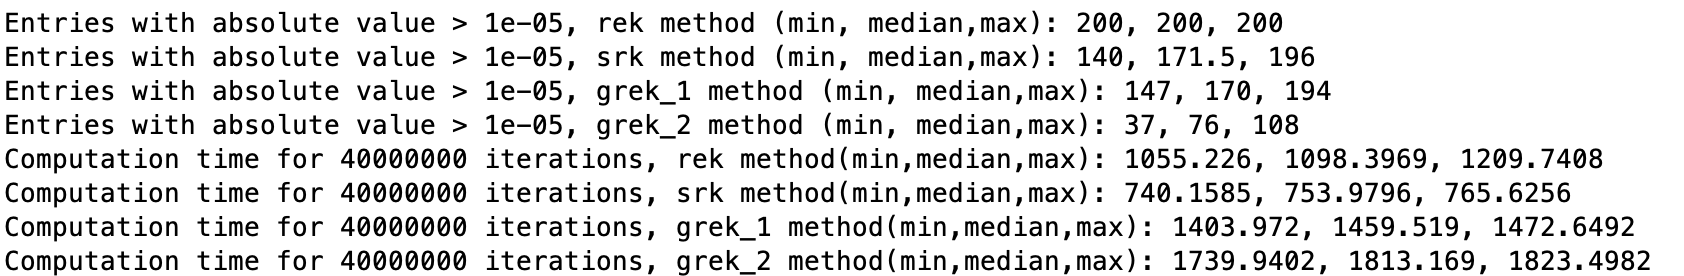 Entries with absolute value > 1e-05, rek method (min, median,max): 200, 200, 200
Entries with absolute value > 1e-05, srk method (min, median,max): 140, 171.5, 196
Entries with absolute value > 1e-05, grek_1 method (min, median,max): 147, 170, 194
Entries with absolute value > 1e-05, grek_2 method (min, median,max): 37, 76, 108
Computation time for 40000000 iterations, rek method(min,median,max): 1055.226, 1098.3969, 1209.7408
Computation time for 40000000 iterations, srk method(min,median,max): 740.1585, 753.9796, 765.6256
Computation time for 40000000 iterations, grek_1 method(min,median,max): 1403.972, 1459.519, 1472.6492
Computation time for 40000000 iterations, grek_2 method(min,median,max): 1739.9402, 1813.169, 1823.4982